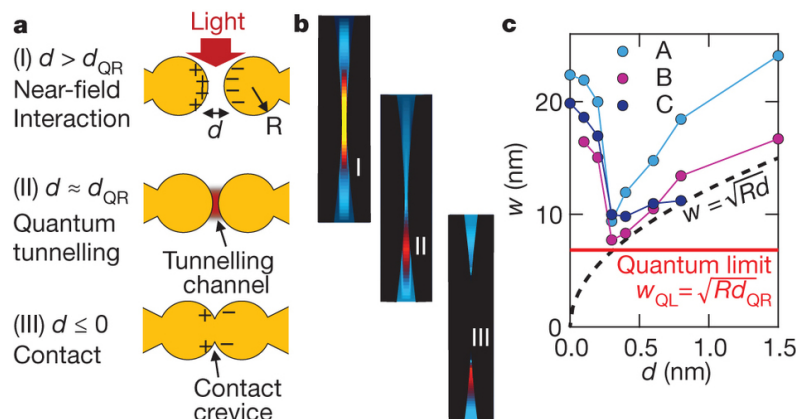 a
Light
(I) d > dQR
Near-field
Interaction
+
+
+
+
−
−
−
−
d
R
(II) d ≈ dQR
Quantum
tunnelling
Tunnelling
channel
(III) d ≤ 0
Contact
+ −
+ −
Contact
crevice
b
I
II
III
c
A
B
C
w (nm)
20
10
0
w = √Rd
Quantum limit
wQL = √RdQR
0.0 0.5 1.0 1.5
d (nm)